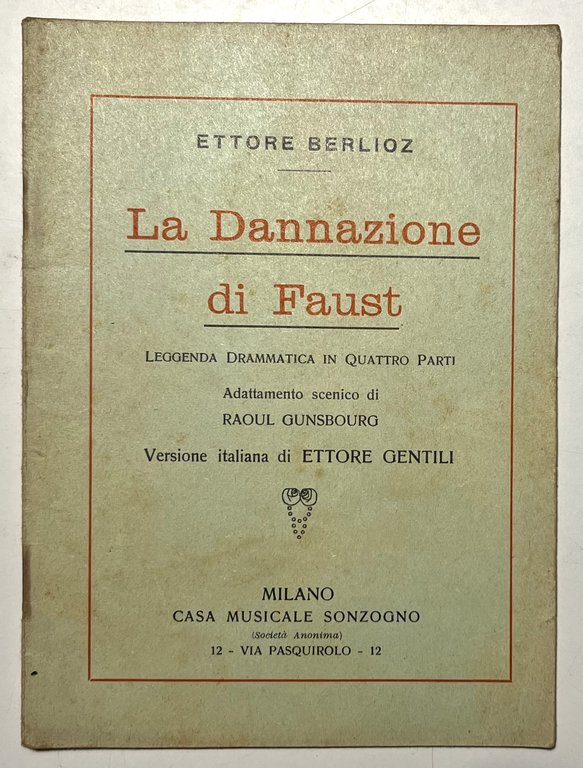 ETTORE BERLIOZ
La Dannazione
di Faust
LEGGENDA DRAMMATICA IN QUATTRO PARTI
Adattamento scenico di
RAOUL GUNSBOURG
Versione italiana di ETTORE GENTILI
MILANO
CASA MUSICALE SONZOGNO
(Società Anonima)
12 - VIA PASQUIROLO - 12